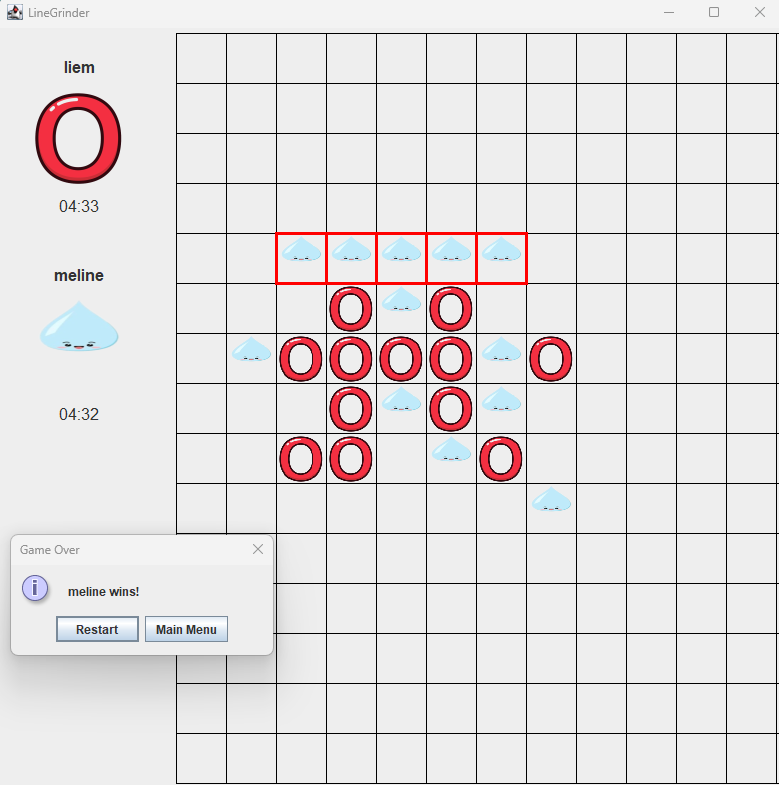 LineGrinder
liem
O
04:33
meline
04:32
O O
O O O O O
O O
O O O
Game Over
i
meline wins!
Restart Main Menu